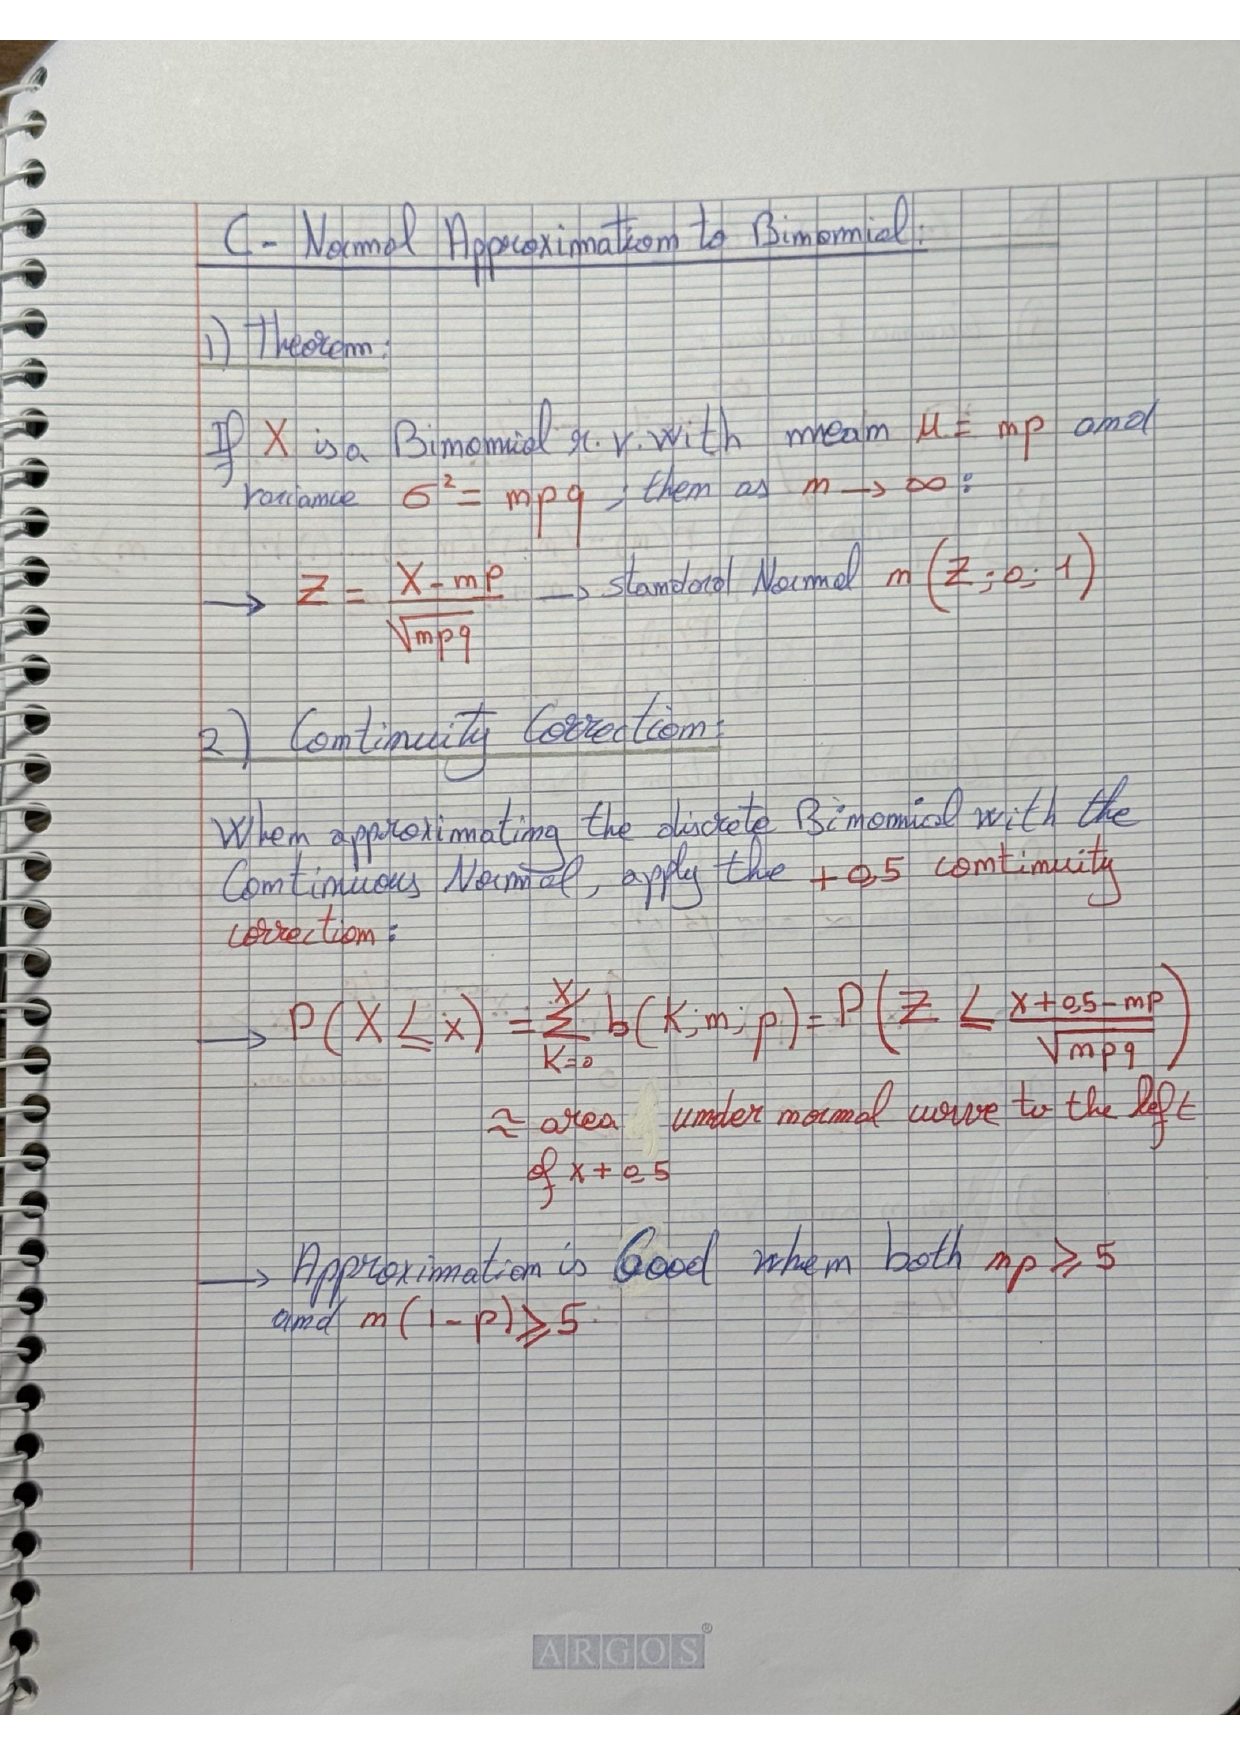 C - Normal Approximation to Binomial:
1) Theorem:
If X is a Binomial r.v. with mean μ = np and
variance σ² = npq, then as n → ∞:
→ Z = (X - np) / √npq → standard Normal n(Z; 0; 1)
2) Continuity Correction:
When approximating the discrete Binomial with the
Continuous Normal, apply the +0,5 continuity
correction:
→ P(X ≤ x) = Σ_{K=0}^{X} b(K; n; p) = P(Z ≤ (x + 0,5 - np) / √npq)
≈ area under normal curve to the left
of x + 0,5
→ Approximation is Good when both np ≥ 5
and n(1 - p) ≥ 5
ARGOS®